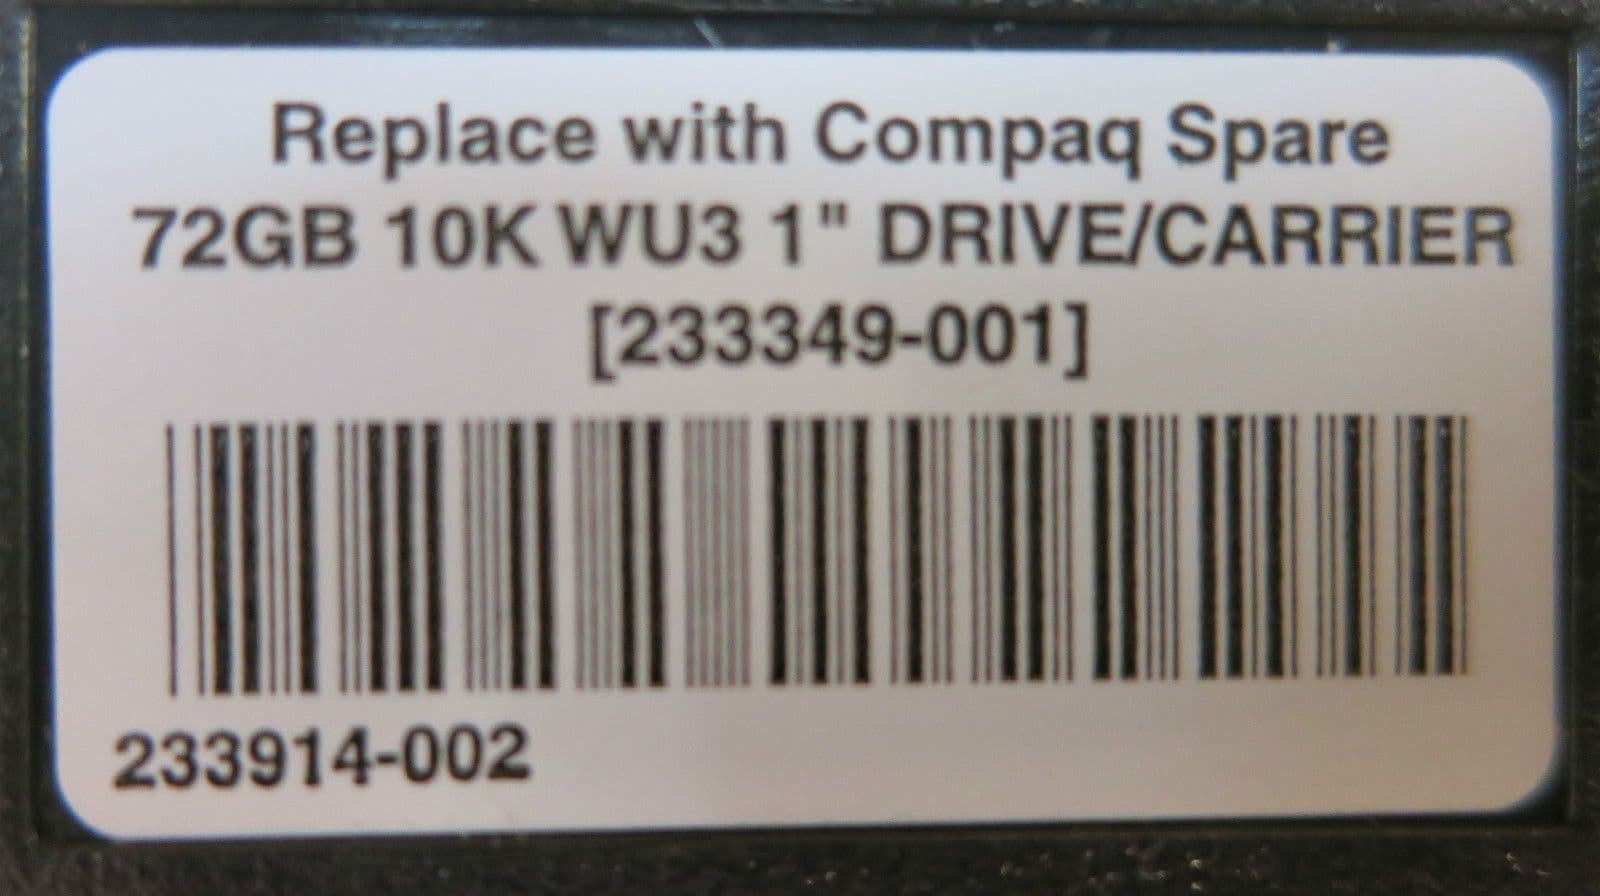 Replace with Compaq Spare
72GB 10K WU3 1" DRIVE/CARRIER
[233349-001]
233914-002